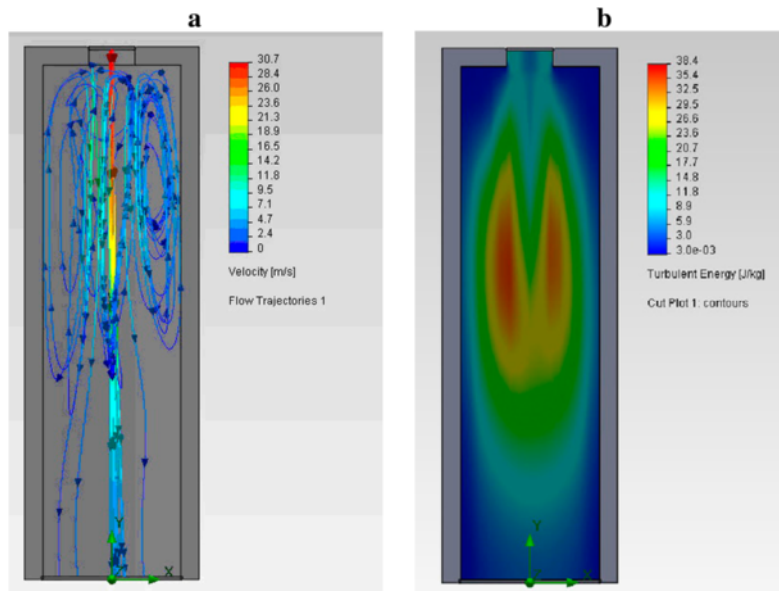 a
30.7
28.4
26.0
23.6
21.3
18.9
16.5
14.2
11.8
9.5
7.1
4.7
2.4
0
Velocity [m/s]
Flow Trajectories 1
Y
X
b
38.4
35.4
32.5
29.5
26.6
23.6
20.7
17.7
14.8
11.8
8.9
5.9
3.0
3.0e-03
Turbulent Energy [J/kg]
Cut Plot 1: contours
Y
X